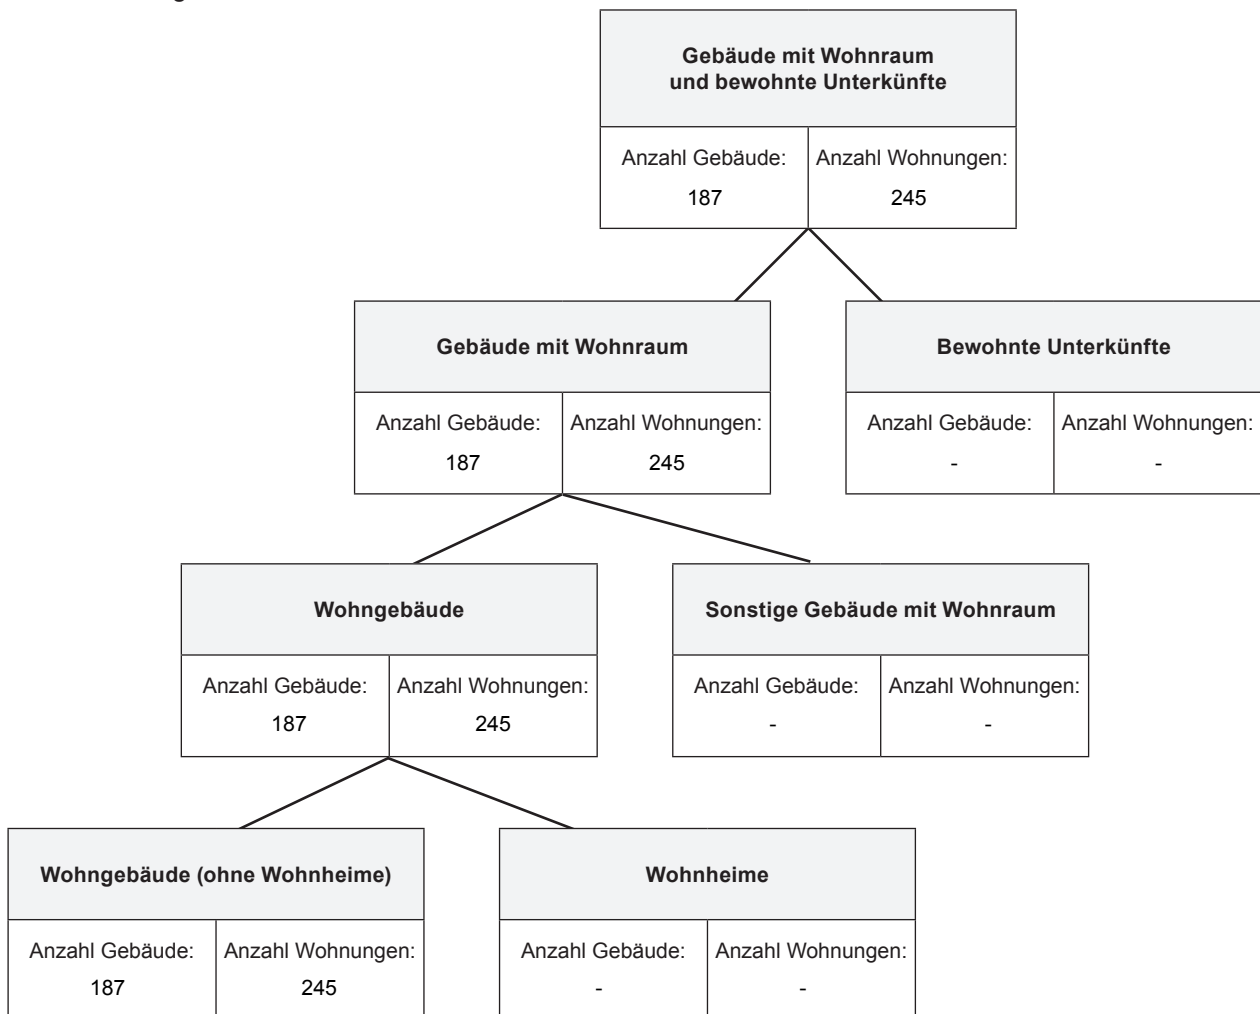 Gebäude mit Wohnraum
und bewohnte Unterkünfte
Anzahl Gebäude: Anzahl Wohnungen:
187 245
Gebäude mit Wohnraum Bewohnte Unterkünfte
Anzahl Gebäude: Anzahl Wohnungen: Anzahl Gebäude: Anzahl Wohnungen:
187 245 - -
Wohngebäude Sonstige Gebäude mit Wohnraum
Anzahl Gebäude: Anzahl Wohnungen: Anzahl Gebäude: Anzahl Wohnungen:
187 245 - -
Wohngebäude (ohne Wohnheime) Wohnheime
Anzahl Gebäude: Anzahl Wohnungen: Anzahl Gebäude: Anzahl Wohnungen:
187 245 - -